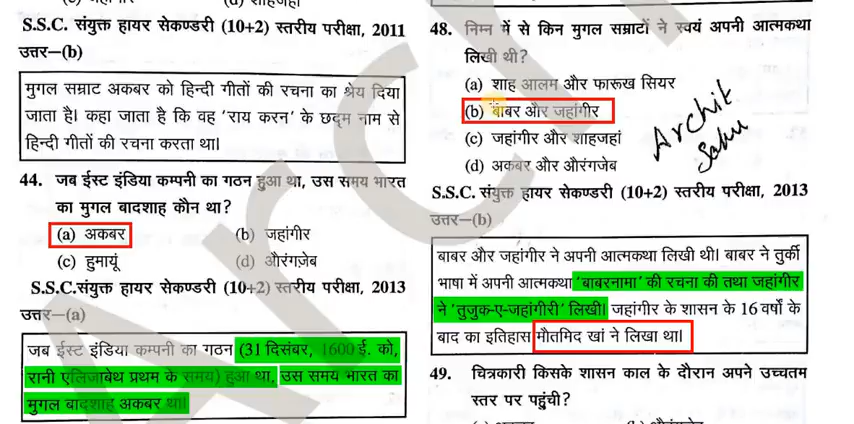 (d) शाहजहां
S.S.C. संयुक्त हायर सेकण्डरी (10+2) स्तरीय परीक्षा, 2011
उत्तर—(b)
मुगल सम्राट अकबर को हिन्दी गीतों की रचना का श्रेय दिया
जाता है। कहा जाता है कि वह 'राय करन' के छद्म नाम से
हिन्दी गीतों की रचना करता था।
44. जब ईस्ट इंडिया कम्पनी का गठन हुआ था, उस समय भारत
का मुगल बादशाह कौन था?
(a) अकबर (b) जहांगीर
(c) हुमायूं (d) औरंगज़ेब
S.S.C.संयुक्त हायर सेकण्डरी (10+2) स्तरीय परीक्षा, 2013
उत्तर—(a)
जब ईस्ट इंडिया कम्पनी का गठन (31 दिसंबर, 1600 ई. को,
रानी एलिजाबेथ प्रथम के समय) हुआ था, उस समय भारत का
मुगल बादशाह अकबर था।
48. निम्न में से किन मुगल सम्राटों ने स्वयं अपनी आत्मकथा
लिखी थी?
(a) शाह आलम और फारूख सियर
(b) बाबर और जहांगीर
(c) जहांगीर और शाहजहां
(d) अकबर और औरंगजेब
Archik
Sahu
S.S.C. संयुक्त हायर सेकण्डरी (10+2) स्तरीय परीक्षा, 2013
उत्तर—(b)
बाबर और जहांगीर ने अपनी आत्मकथा लिखी थी। बाबर ने तुर्की
भाषा में अपनी आत्मकथा 'बाबरनामा' की रचना की तथा जहांगीर
ने 'तुजुक-ए-जहांगीरी' लिखी। जहांगीर के शासन के 16 वर्षों के
बाद का इतिहास मौतमिद खां ने लिखा था।
49. चित्रकारी किसके शासन काल के दौरान अपने उच्चतम
स्तर पर पहुंची?